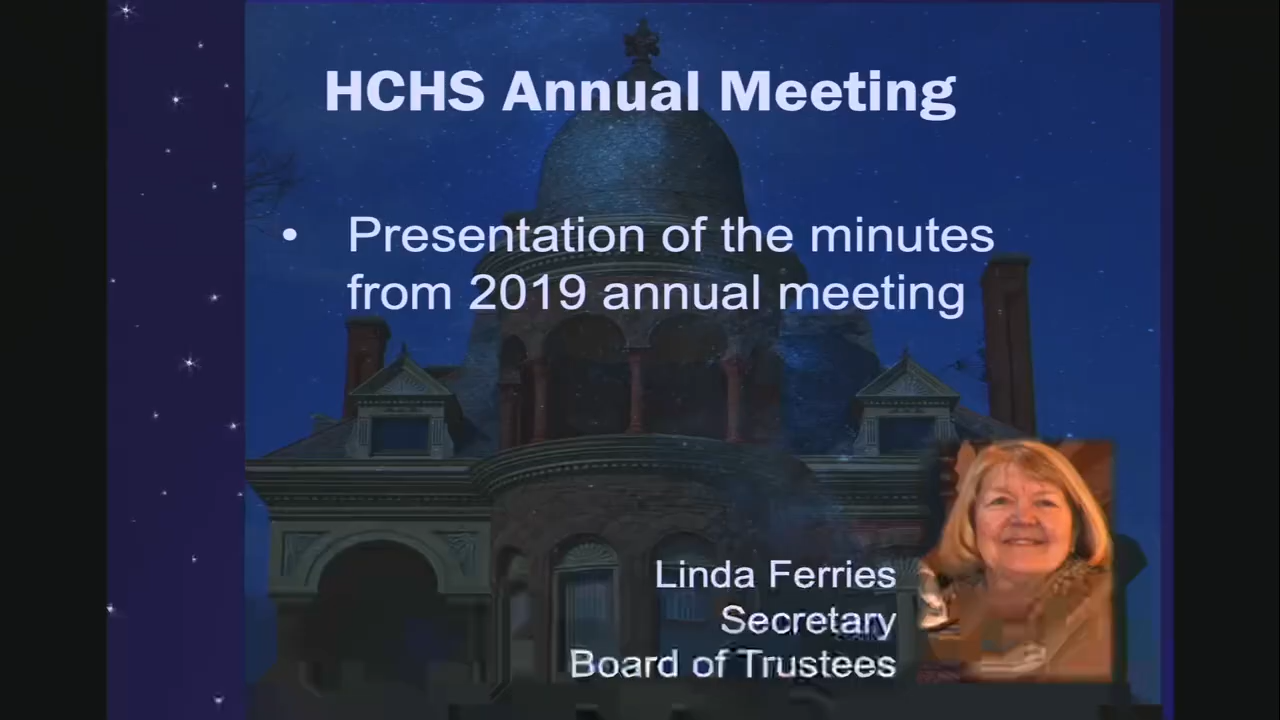 HCHS Annual Meeting
• Presentation of the minutes
from 2019 annual meeting
Linda Ferries
Secretary
Board of Trustees